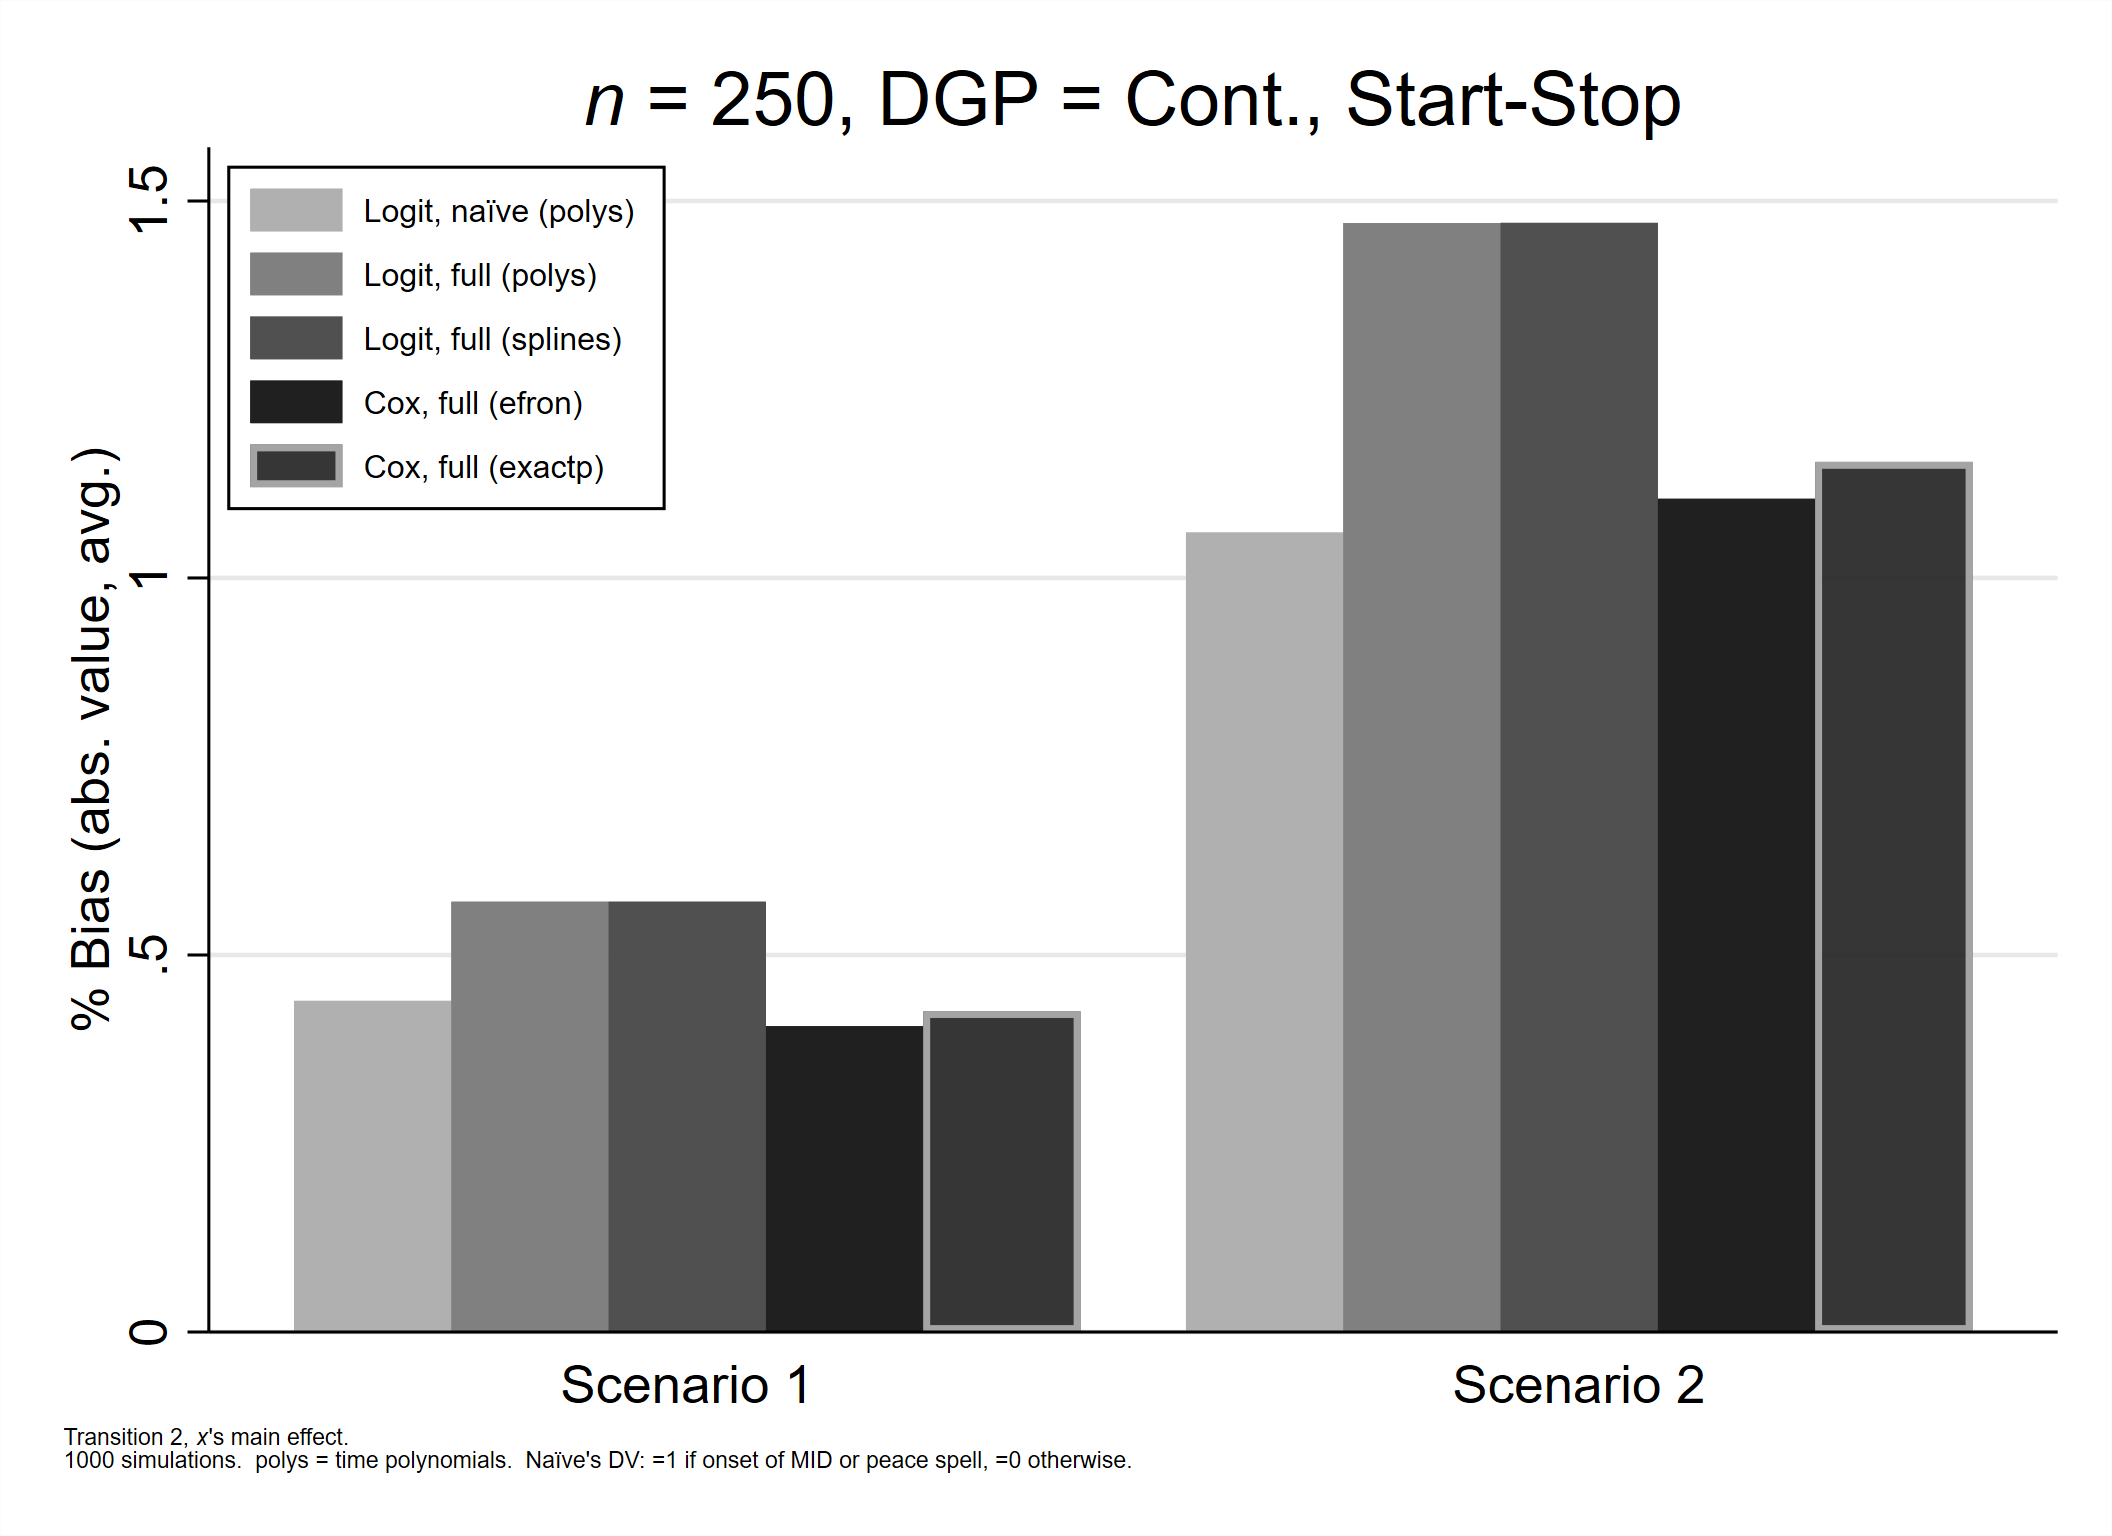 n = 250, DGP = Cont., Start-Stop
Logit, naïve (polys)
Logit, full (polys)
Logit, full (splines)
Cox, full (efron)
Cox, full (exactp)
% Bias (abs. value, avg.)
1.5
1
.5
0
Scenario 1
Scenario 2
Transition 2, x's main effect.
1000 simulations.  polys = time polynomials.  Naïve's DV: =1 if onset of MID or peace spell, =0 otherwise.